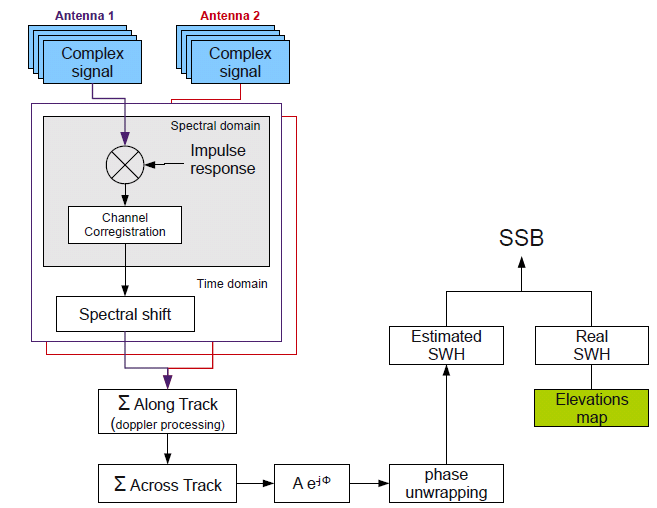 Antenna 1
Antenna 2
Complex
signal
Complex
signal
Spectral domain
Impulse
response
Channel
Corregistration
Time domain
Spectral shift
Σ Along Track
(doppler processing)
Σ Across Track
A e^-jΦ
phase
unwrapping
Estimated
SWH
Real
SWH
Elevations
map
SSB